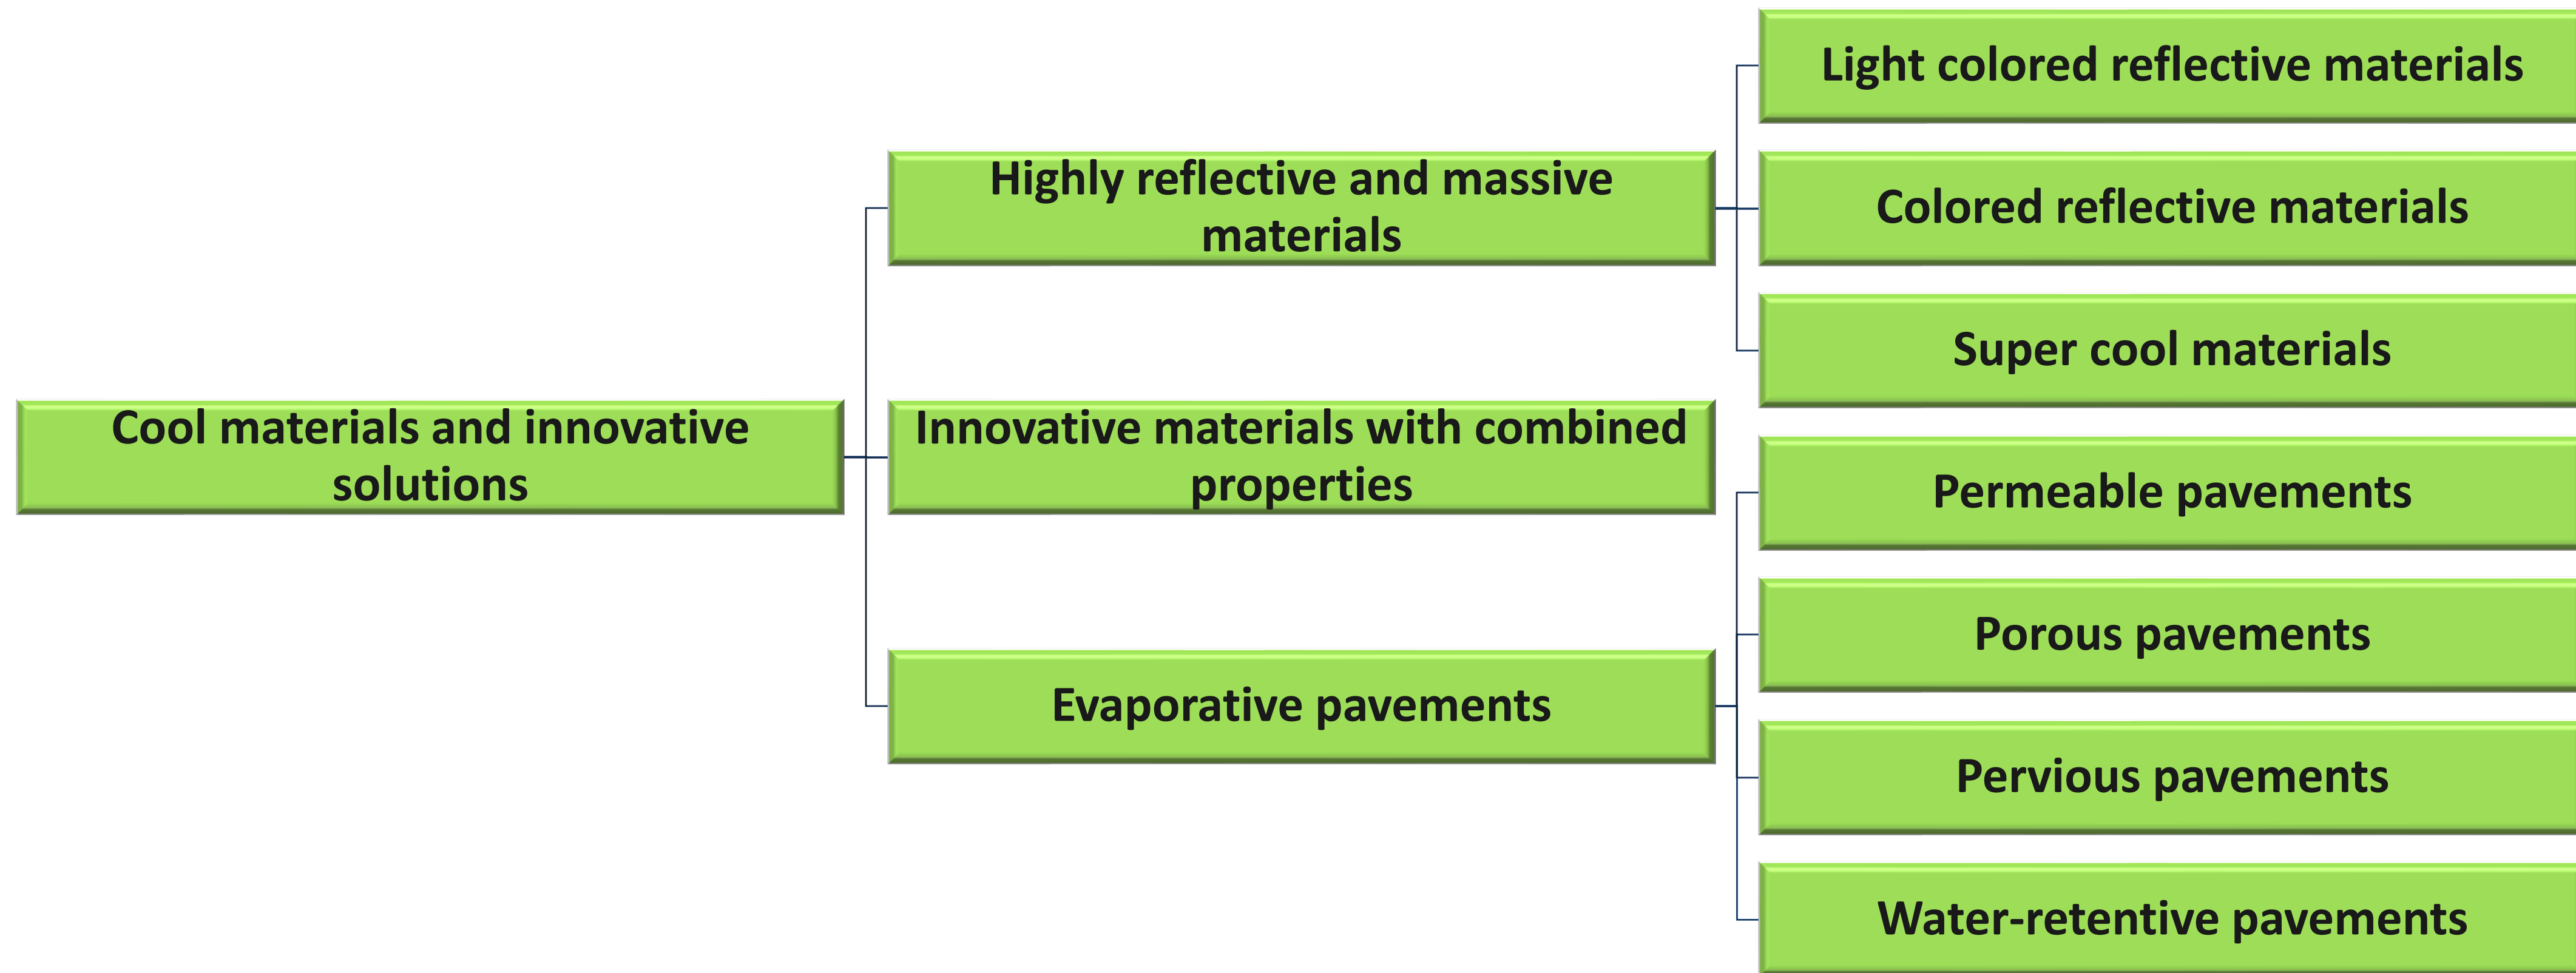 Cool materials and innovative
solutions
Highly reflective and massive
materials
Innovative materials with combined
properties
Evaporative pavements
Light colored reflective materials
Colored reflective materials
Super cool materials
Permeable pavements
Porous pavements
Pervious pavements
Water-retentive pavements